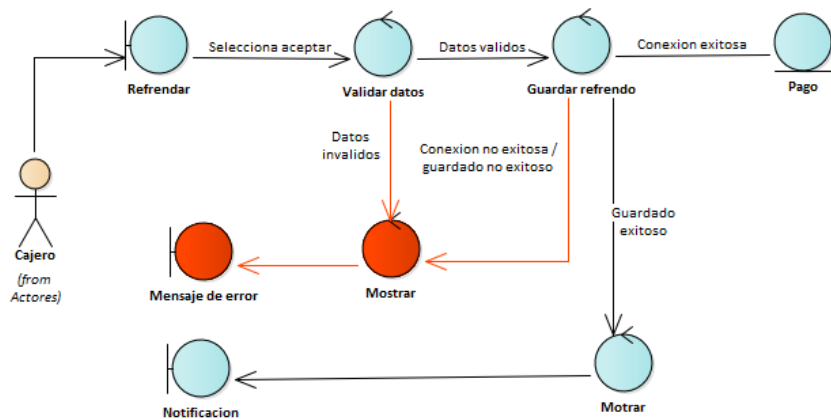 Selecciona aceptar
Datos validos
Conexion exitosa
Refrendar
Validar datos
Guardar refrendo
Pago
Datos
invalidos
Conexion no exitosa /
guardado no exitoso
Guardado
exitoso
Cajero
(from
Actores)
Mensaje de error
Mostrar
Notificacion
Motrar